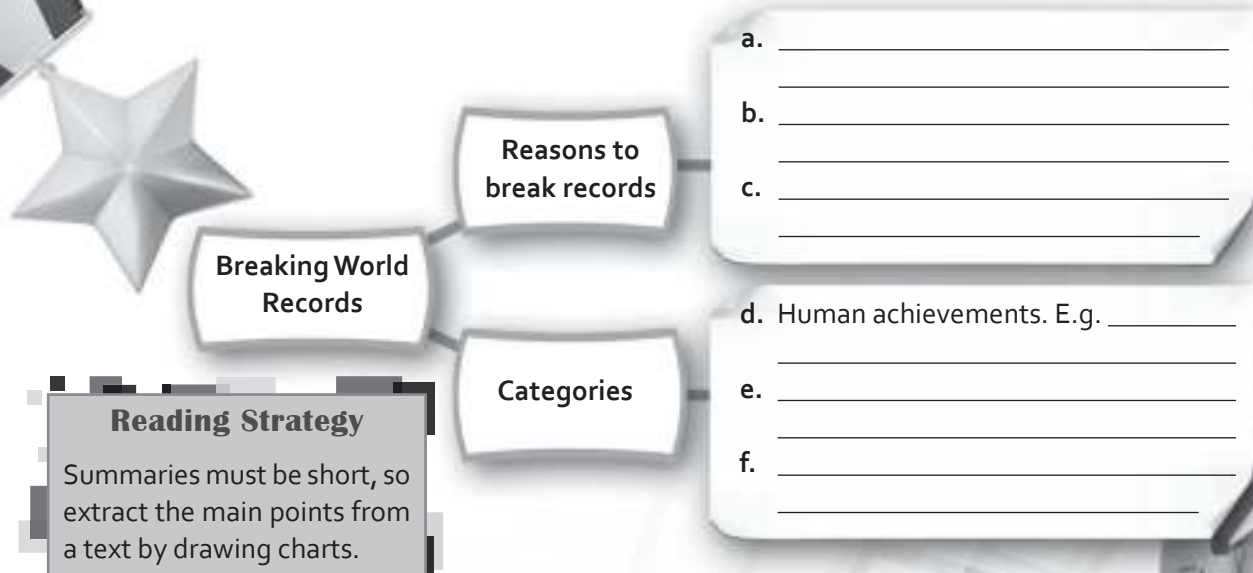 Breaking World
Records
Reasons to
break records
a.
b.
c.
Categories
d. Human achievements. E.g.
e.
f.
Reading Strategy
Summaries must be short, so
extract the main points from
a text by drawing charts.